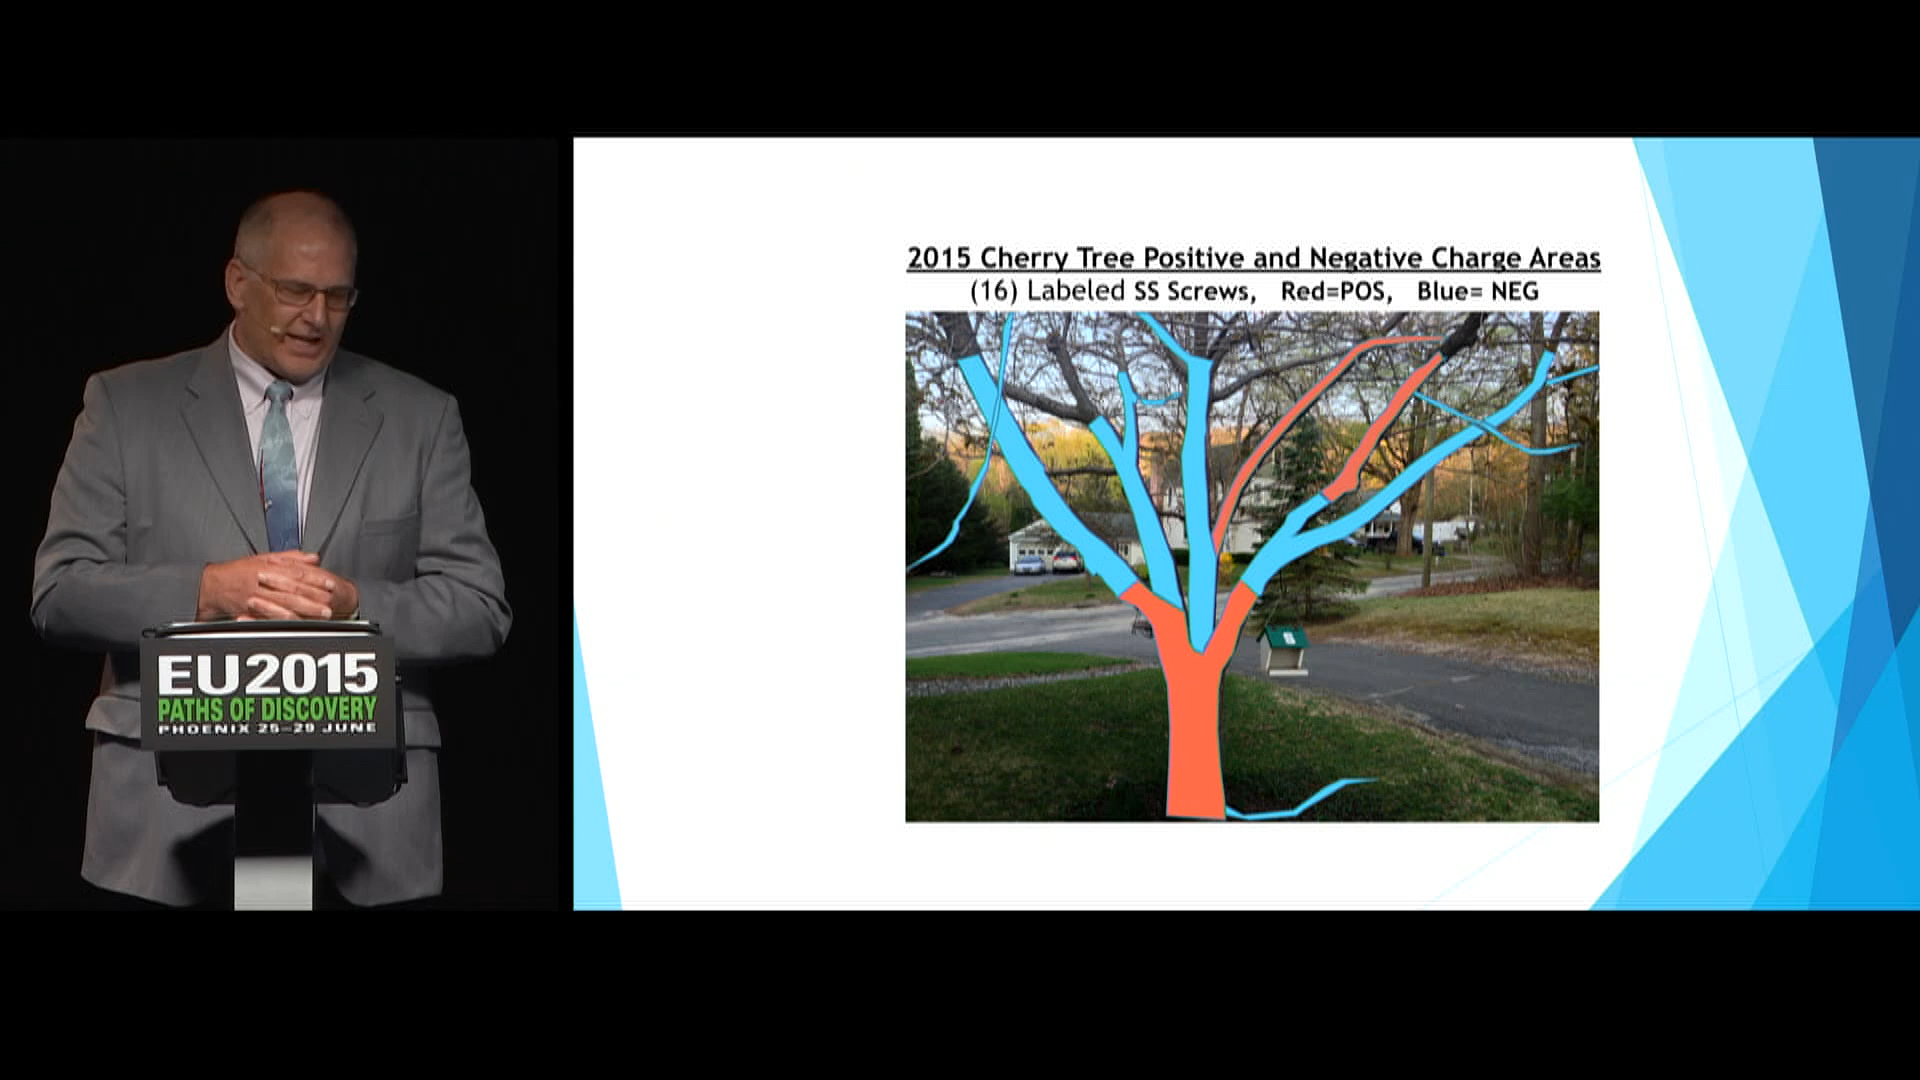 2015 Cherry Tree Positive and Negative Charge Areas
(16) Labeled SS Screws, Red=POS, Blue= NEG
S
EU2015
PATHS OF DISCOVERY
PHOENIX 25-29 JUNE